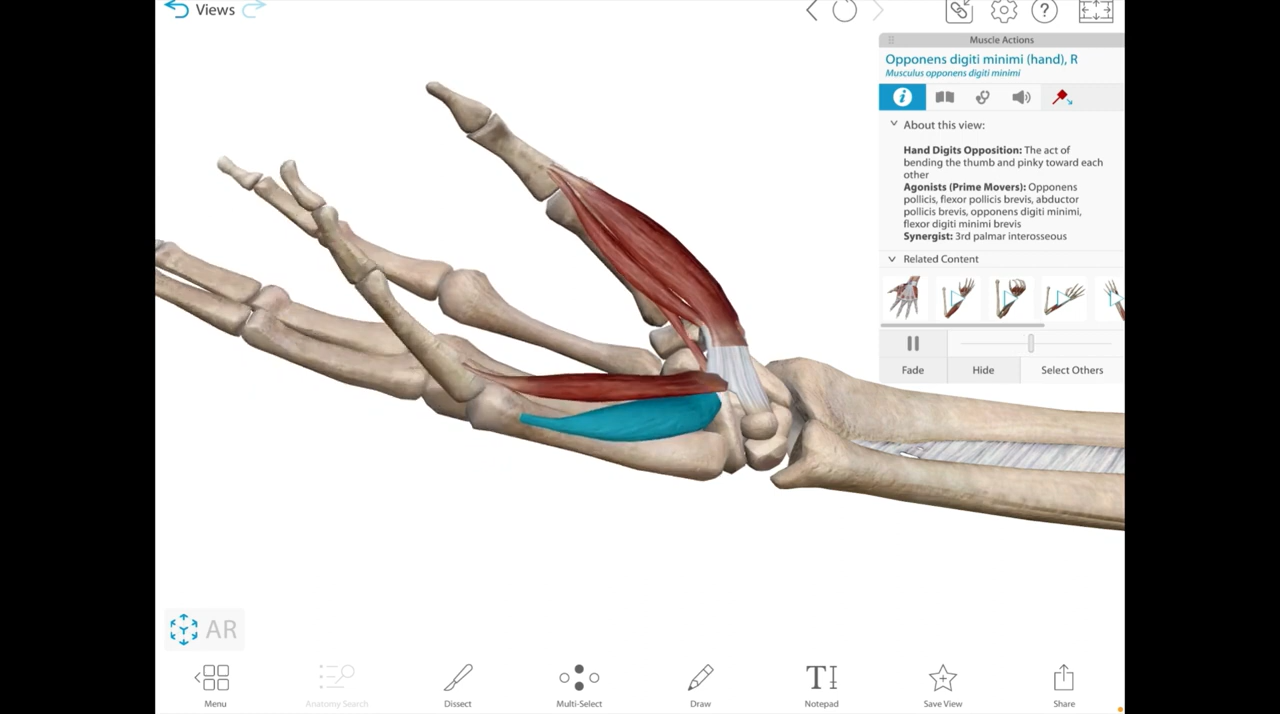 Views
Muscle Actions
Opponens digiti minimi (hand), R
Musculus opponens digiti minimi
About this view:
Hand Digits Opposition: The act of
bending the thumb and pinky toward each
other
Agonists (Prime Movers): Opponens
pollicis, flexor pollicis brevis, abductor
pollicis brevis, opponens digiti minimi,
flexor digiti minimi brevis
Synergist: 3rd palmar interosseous
Related Content
Fade
Hide
Select Others
AR
Menu
Anatomy Search
Dissect
Multi-Select
Draw
Notepad
Save View
Share